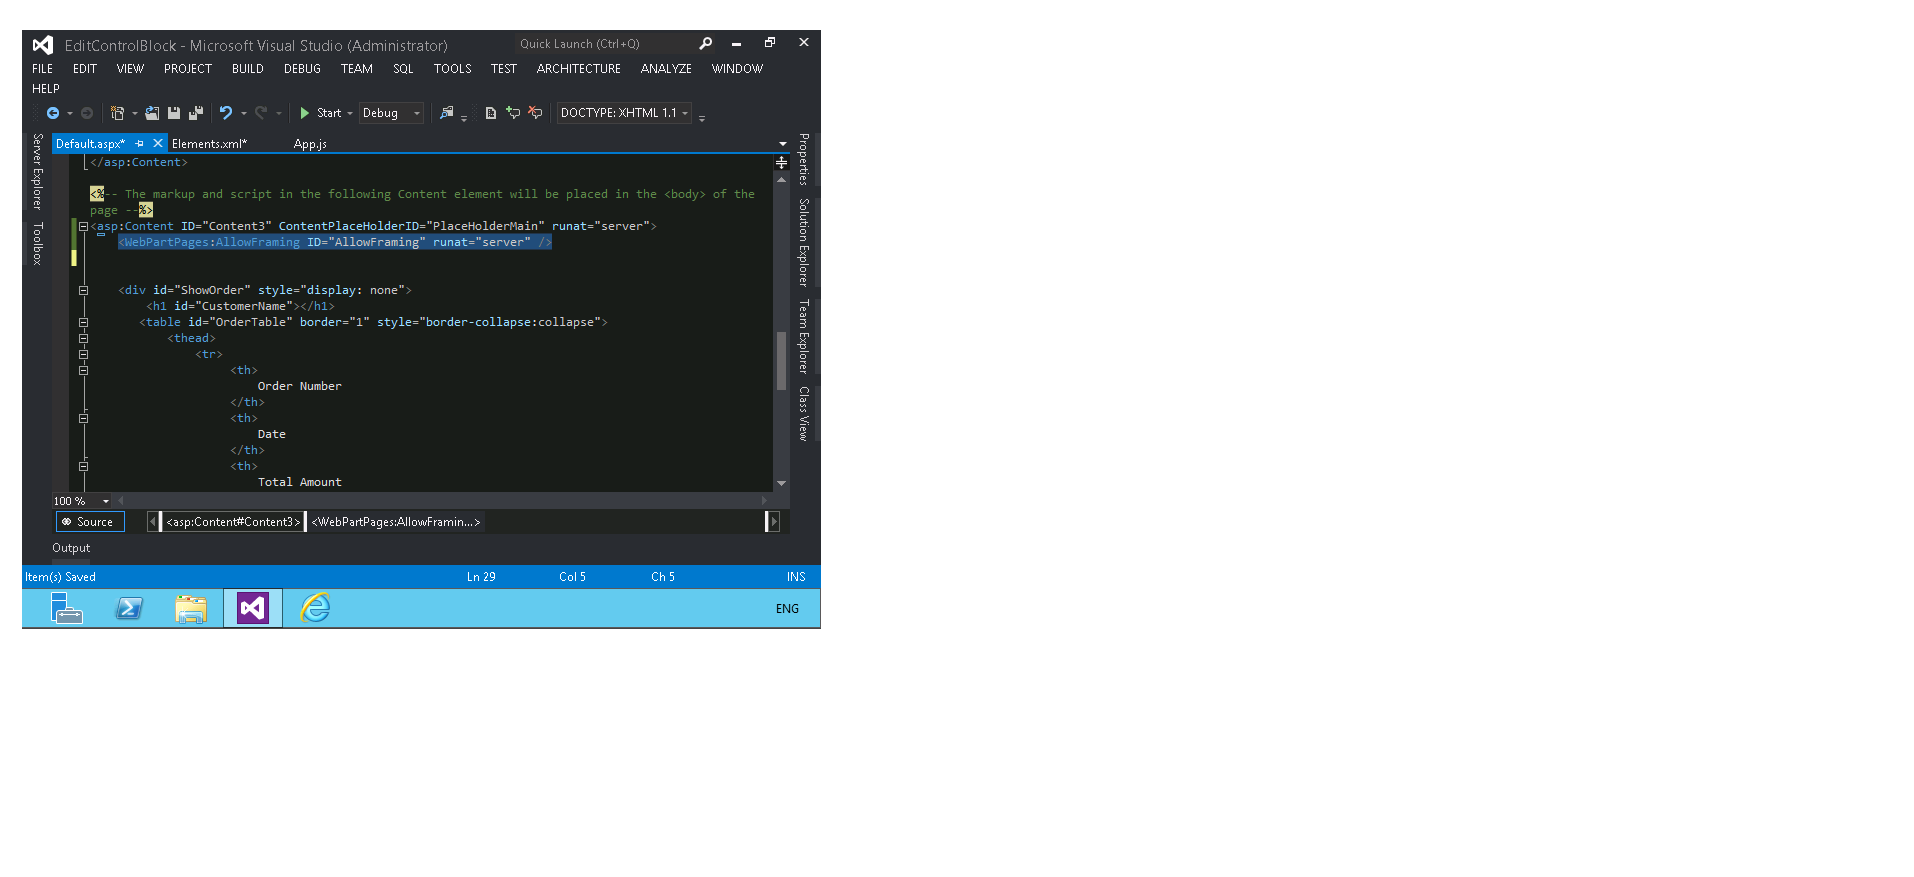 EditControlBlock - Microsoft Visual Studio (Administrator)
Quick Launch (Ctrl+Q)
FILE EDIT VIEW PROJECT BUILD DEBUG TEAM SQL TOOLS TEST ARCHITECTURE ANALYZE WINDOW
HELP
Start Debug DOCTYPE: XHTML 1.1
Server Explorer
Toolbox
Default.aspx* Elements.xml* App.js
</asp:Content>
<%-- The markup and script in the following Content element will be placed in the <body> of the
page --%>
<asp:Content ID="Content3" ContentPlaceHolderID="PlaceHolderMain" runat="server">
<WebPartPages:AllowFraming ID="AllowFraming" runat="server" />
<div id="ShowOrder" style="display: none">
<h1 id="CustomerName"></h1>
<table id="OrderTable" border="1" style="border-collapse:collapse">
<thead>
<tr>
<th>
Order Number
</th>
<th>
Date
</th>
<th>
Total Amount
Properties
Solution Explorer
Team Explorer
Class View
100 %
Source <asp:Content#Content3> <WebPartPages:AllowFramin...>
Output
Item(s) Saved Ln 29 Col 5 Ch 5 INS
ENG